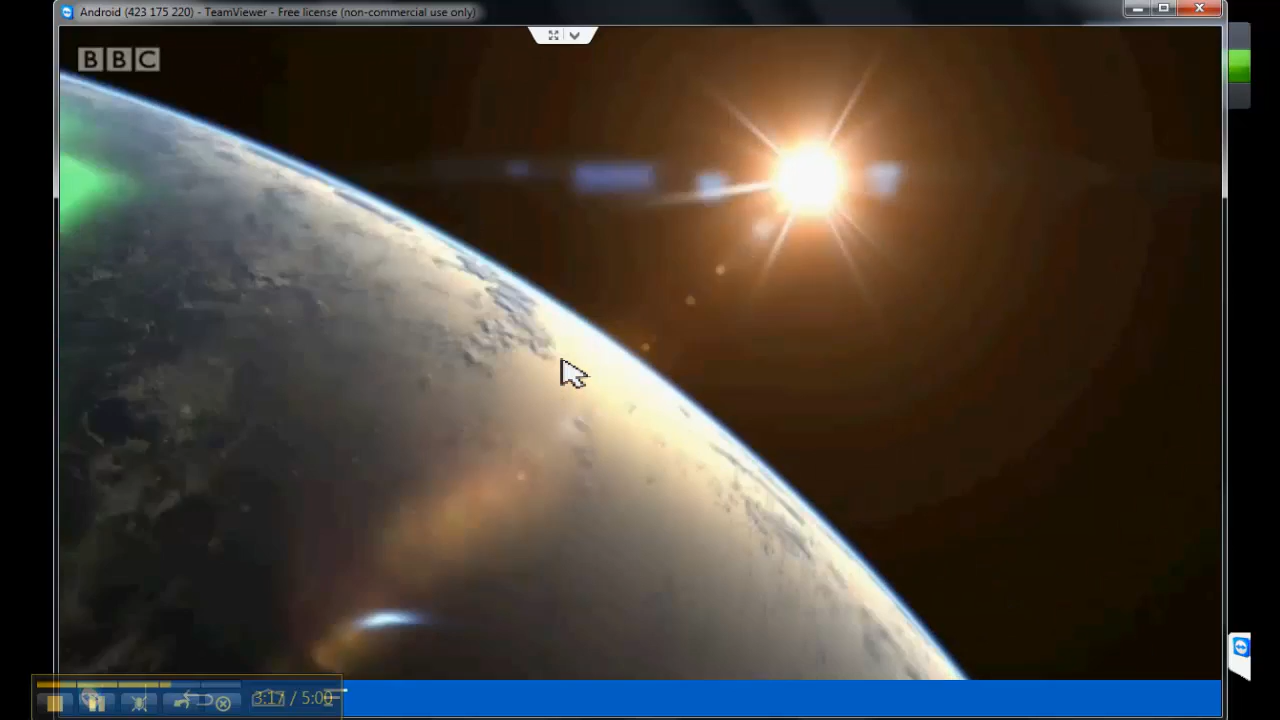 Android (423 175 220) - TeamViewer - Free license (non-commercial use only)
BBC
3:17 / 5:00